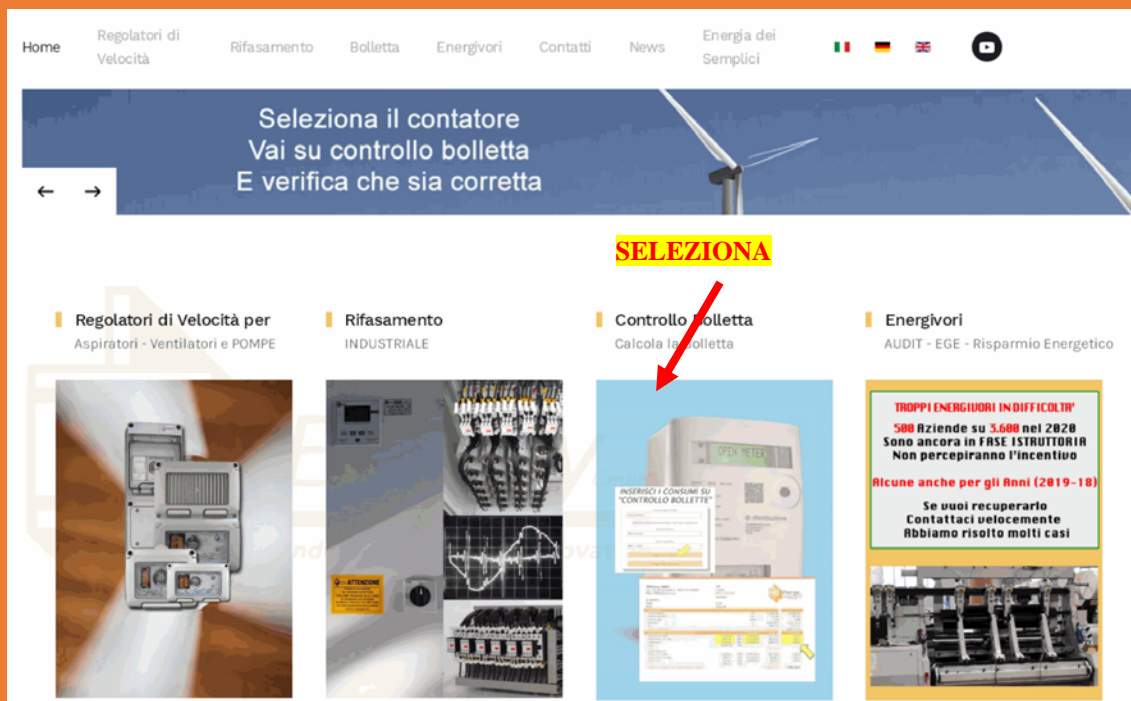 Home
Regolatori di
Velocità
Rifasamento
Bolletta
Energivori
Contatti
News
Energia dei
Semplici
Seleziona il contatore
Vai su controllo bolletta
E verifica che sia corretta
SELEZIONA
Regolatori di Velocità per
Aspiratori - Ventilatori e POMPE
Rifasamento
INDUSTRIALE
Controllo Bolletta
Calcola la Bolletta
Energivori
AUDIT - EGE - Risparmio Energetico
ATTENZIONE
OPEN METER
INSERISCI I CONSUMI SU
"CONTROLLO BOLLETTE"
e-distribuzione
TROPPI ENERGIVORI IN DIFFICOLTA'
500 Aziende su 3.600 nel 2020
Sono ancora in FASE ISTRUTTORIA
Non percepiranno l'incentivo
Alcune anche per gli Anni (2019-18)
Se vuoi recuperarlo
Contattaci velocemente
Abbiamo risolto molti casi